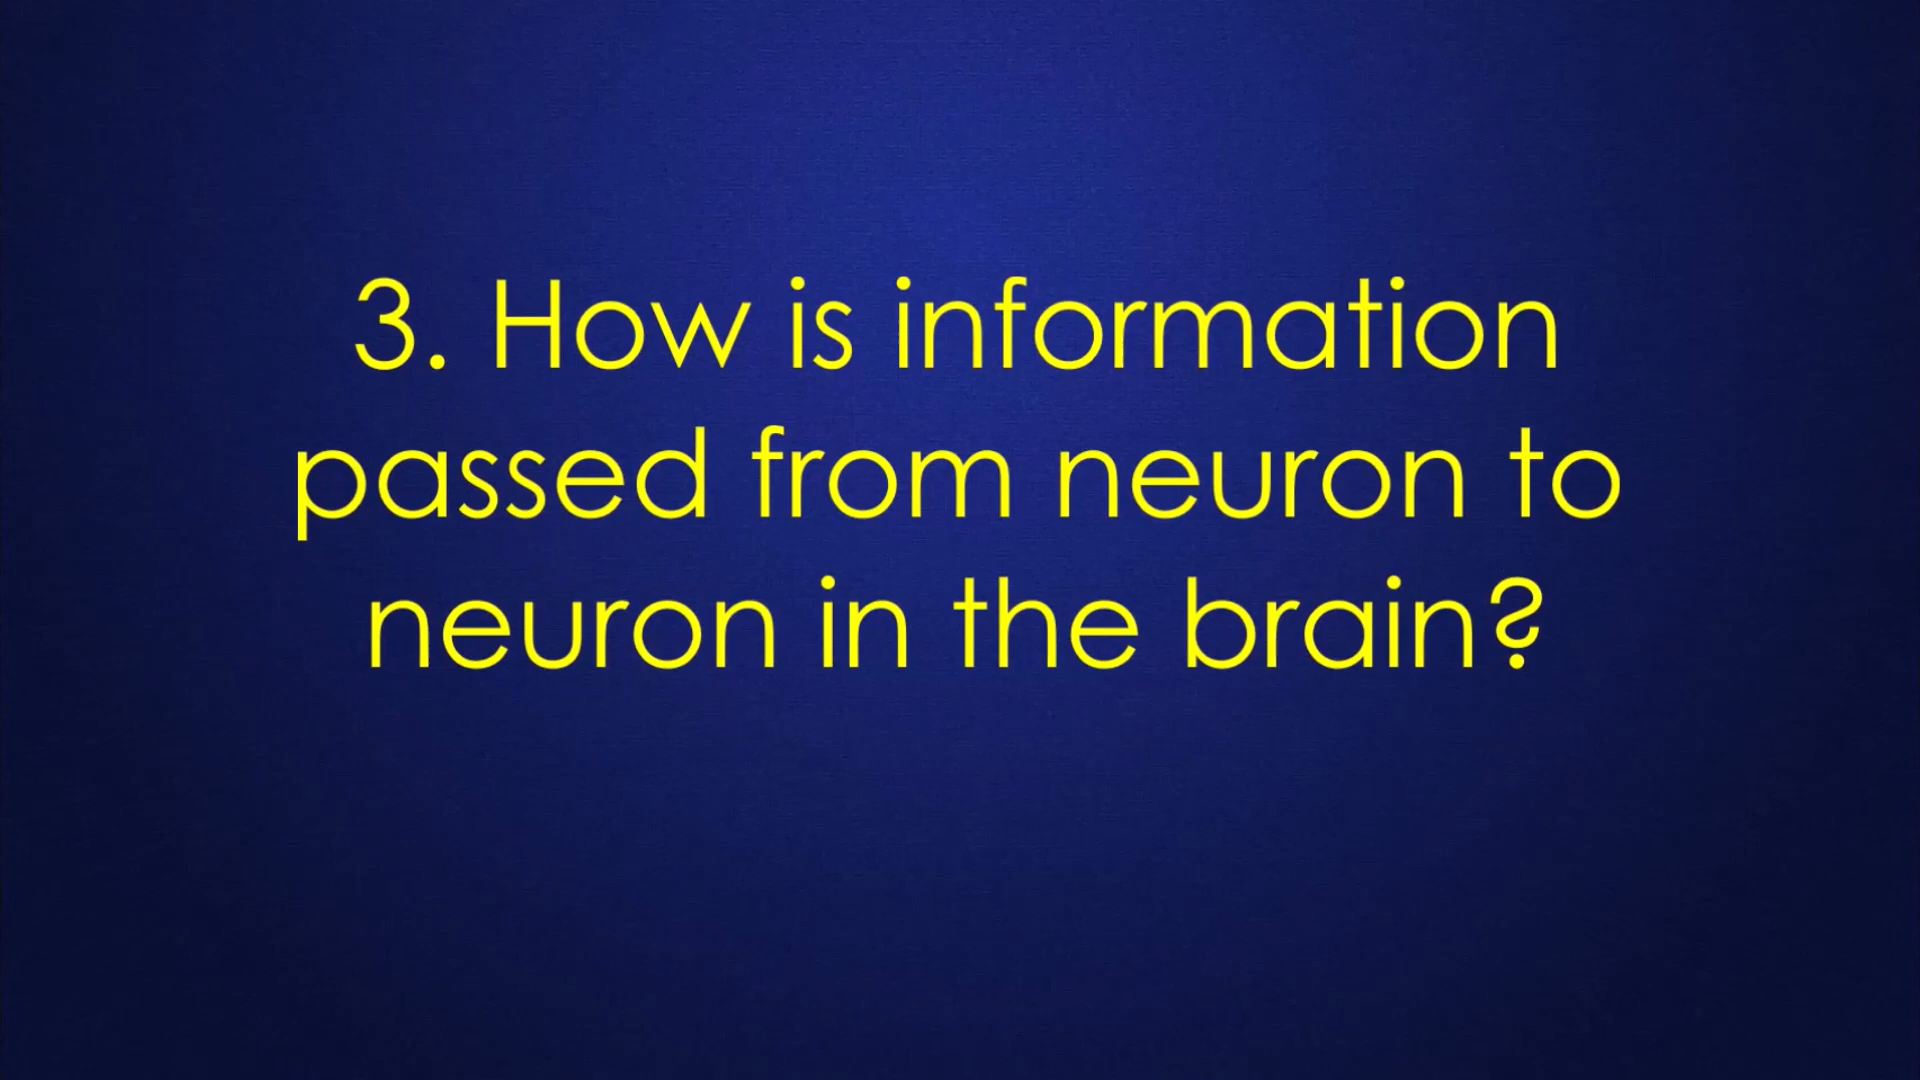 3. How is information
passed from neuron to
neuron in the brain?